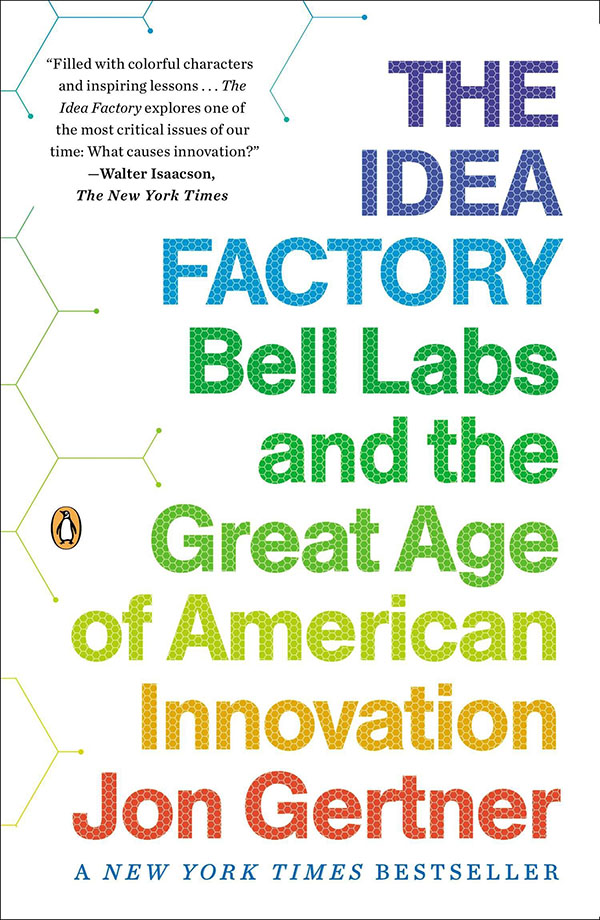 “Filled with colorful characters
and inspiring lessons . . . The
Idea Factory explores one of
the most critical issues of our
time: What causes innovation?”
—Walter Isaacson,
The New York Times
THE
IDEA
FACTORY
Bell Labs
and the
Great Age
of American
Innovation
Jon Gertner
A NEW YORK TIMES BESTSELLER